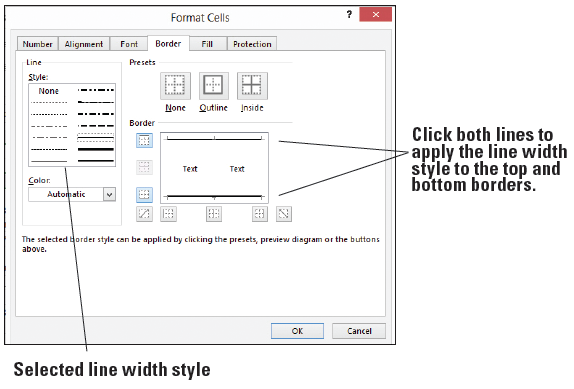 Format Cells
? ×
Number Alignment Font Border Fill Protection
Line
Style:
None
Color:
Automatic
Presets
None Outline Inside
Border
Text Text
The selected border style can be applied by clicking the presets, preview diagram or the buttons
above.
OK Cancel
Click both lines to
apply the line width
style to the top and
bottom borders.
Selected line width style